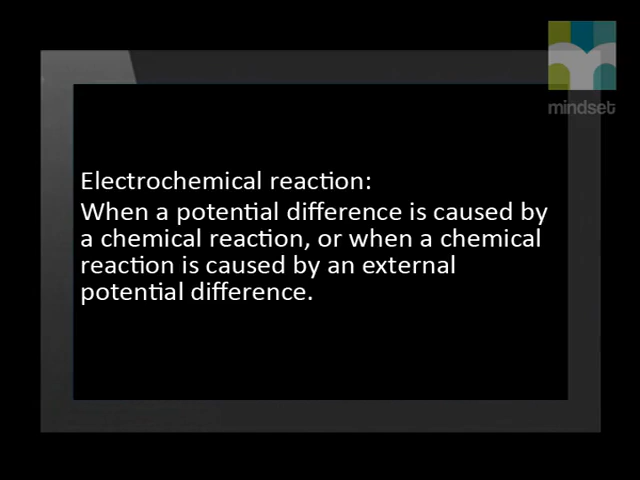 mindset
Electrochemical reaction:
When a potential difference is caused by
a chemical reaction, or when a chemical
reaction is caused by an external
potential difference.